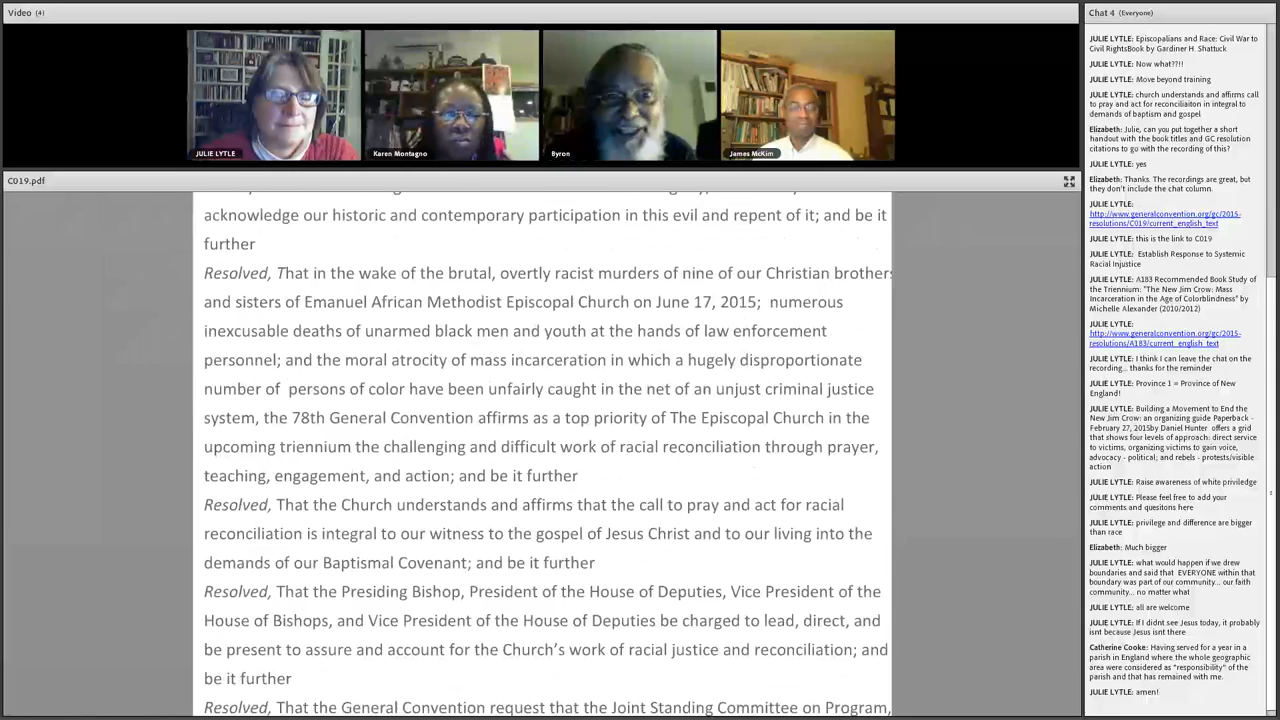 Video (4)
JULIE LYTLE
Karen Montagno
Byron
James McKim
C019.pdf
acknowledge our historic and contemporary participation in this evil and repent of it; and be it
further
Resolved, That in the wake of the brutal, overtly racist murders of nine of our Christian brothers
and sisters of Emanuel African Methodist Episcopal Church on June 17, 2015;  numerous
inexcusable deaths of unarmed black men and youth at the hands of law enforcement
personnel; and the moral atrocity of mass incarceration in which a hugely disproportionate
number of  persons of color have been unfairly caught in the net of an unjust criminal justice
system, the 78th General Convention affirms as a top priority of The Episcopal Church in the
upcoming triennium the challenging and difficult work of racial reconciliation through prayer,
teaching, engagement, and action; and be it further
Resolved, That the Church understands and affirms that the call to pray and act for racial
reconciliation is integral to our witness to the gospel of Jesus Christ and to our living into the
demands of our Baptismal Covenant; and be it further
Resolved, That the Presiding Bishop, President of the House of Deputies, Vice President of the
House of Bishops, and Vice President of the House of Deputies be charged to lead, direct, and
be present to assure and account for the Church's work of racial justice and reconciliation; and
be it further
Resolved, That the General Convention request that the Joint Standing Committee on Program,
Chat 4 (Everyone)
JULIE LYTLE: Episcopalians and Race: Civil War to
Civil RightsBook by Gardiner H. Shattuck
JULIE LYTLE: Now what??!!
JULIE LYTLE: Move beyond training
JULIE LYTLE: church understands and affirms call
to pray and act for reconciliaiton in integral to
demands of baptism and gospel
Elizabeth: Julie, can you put together a short
handout with the book titles and GC resolution
citations to go with the recording of this?
JULIE LYTLE: yes
Elizabeth: Thanks. The recordings are great, but
they don't include the chat column.
JULIE LYTLE:
http://www.generalconvention.org/gc/2015-
resolutions/C019/current_english_text
JULIE LYTLE: this is the link to C019
JULIE LYTLE:  Establish Response to Systemic
Racial Injustice
JULIE LYTLE: A183 Recommended Book Study of
the Triennium: "The New Jim Crow: Mass
Incarceration in the Age of Colorblindness" by
Michelle Alexander (2010/2012)
JULIE LYTLE:
http://www.generalconvention.org/gc/2015-
resolutions/A183/current_english_text
JULIE LYTLE: I think I can leave the chat on the
recording... thanks for the reminder
JULIE LYTLE: Province 1 = Province of New
England!
JULIE LYTLE: Building a Movement to End the
New Jim Crow: an organizing guide Paperback -
February 27, 2015by Daniel Hunter  offers a grid
that shows four levels of approach: direct service
to victims, organizing victims to gain voice,
advocacy - political; and rebels - protests/visible
action
JULIE LYTLE: Raise awareness of white priviledge
JULIE LYTLE: Please feel free to add your
comments and quesitons here
JULIE LYTLE: privilege and difference are bigger
than race
Elizabeth: Much bigger
JULIE LYTLE: what would happen if we drew
boundaries and said that  EVERYONE within that
boundary was part of our community... our faith
community... no matter what
JULIE LYTLE: all are welcome
JULIE LYTLE: If I didnt see Jesus today, it probably
isnt because Jesus isnt there
Catherine Cooke: Having served for a year in a
parish in England where the whole geographic
area were considered as "responsibility" of the
parish and that has remained with me.
JULIE LYTLE: amen!